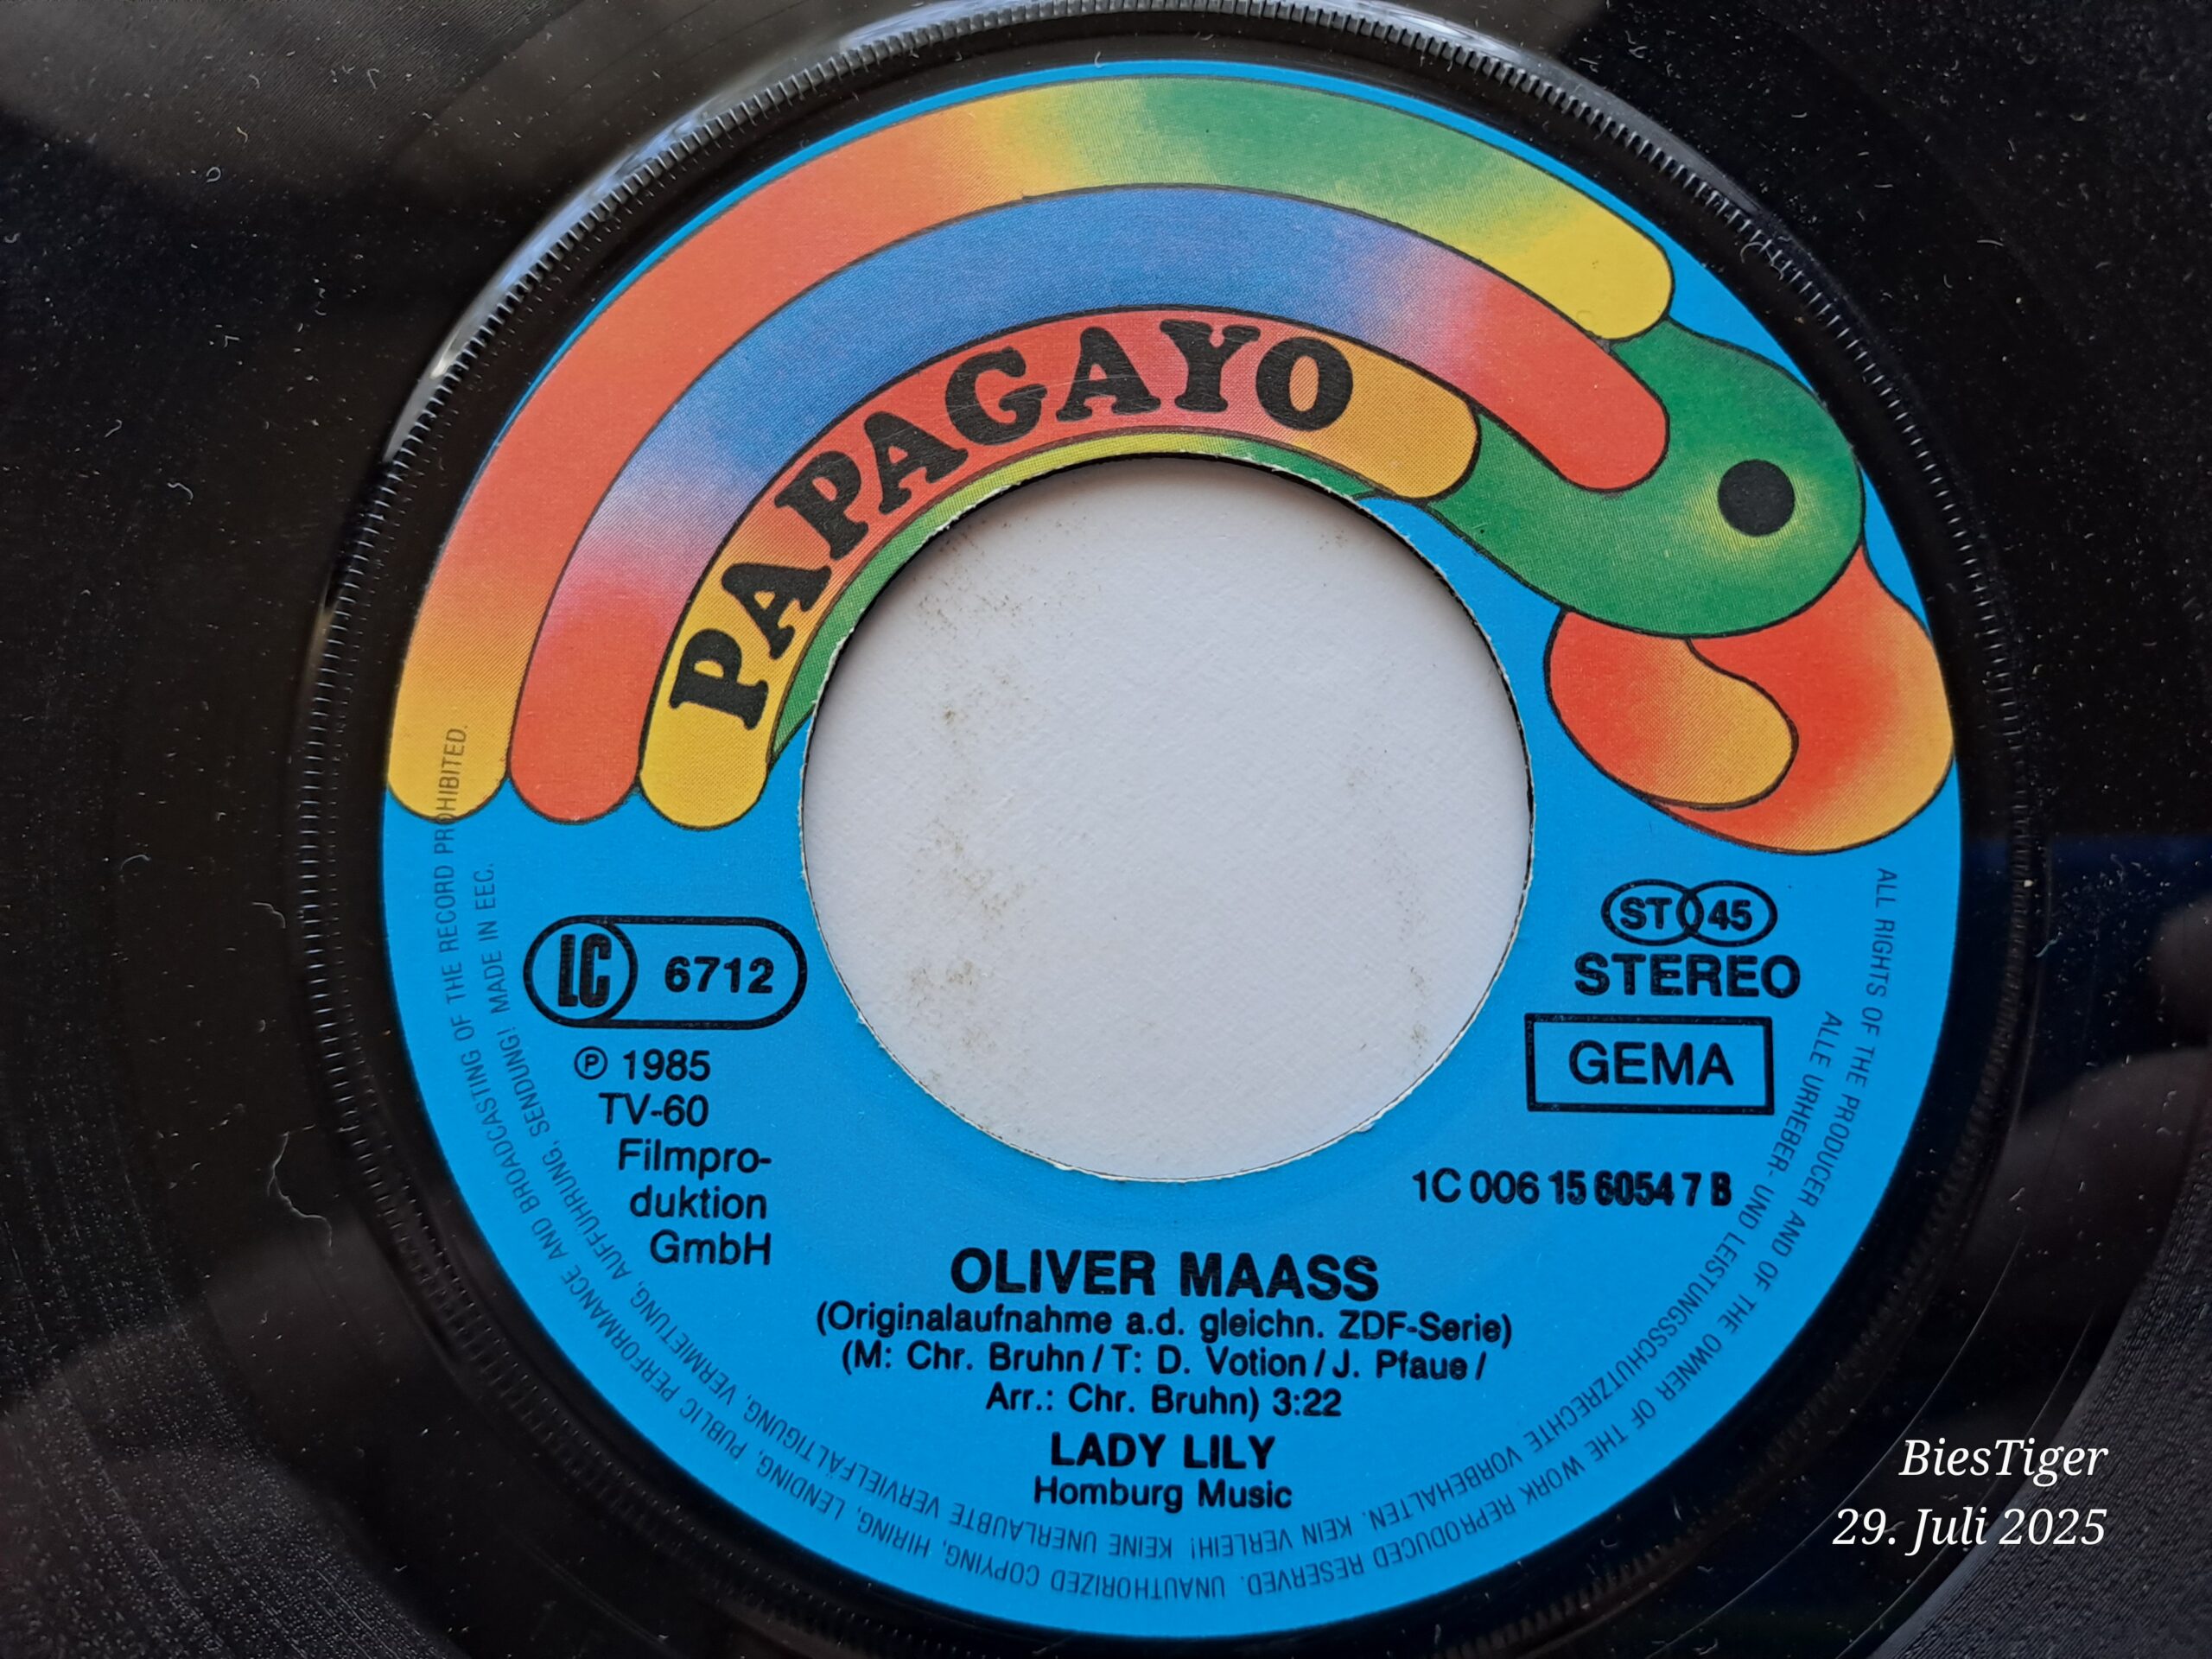 PAPAGAYO
LC 6712
ST 45
STEREO
GEMA
℗ 1985
TV-60
Filmpro-
duktion
GmbH
1C 006 15 6054 7 B
OLIVER MAASS
(Originalaufnahme a.d. gleichn. ZDF-Serie)
(M: Chr. Bruhn / T: D. Votion / J. Pfaue /
Arr.: Chr. Bruhn) 3:22
LADY LILY
Homburg Music
ALL RIGHTS OF THE PRODUCER AND OF THE OWNER OF THE WORK REPRODUCED RESERVED. UNAUTHORIZED COPYING, HIRING, LENDING, PUBLIC PERFORMANCE AND BROADCASTING OF THE RECORD PROHIBITED.
ALLE URHEBER- UND LEISTUNGSSCHUTZRECHTE VORBEHALTEN. KEIN VERLEIH! KEINE UNERLAUBTE VERVIELFÄLTIGUNG, VERMIETUNG, AUFFÜHRUNG, SENDUNG! MADE IN EEC.
BiesTiger
29. Juli 2025